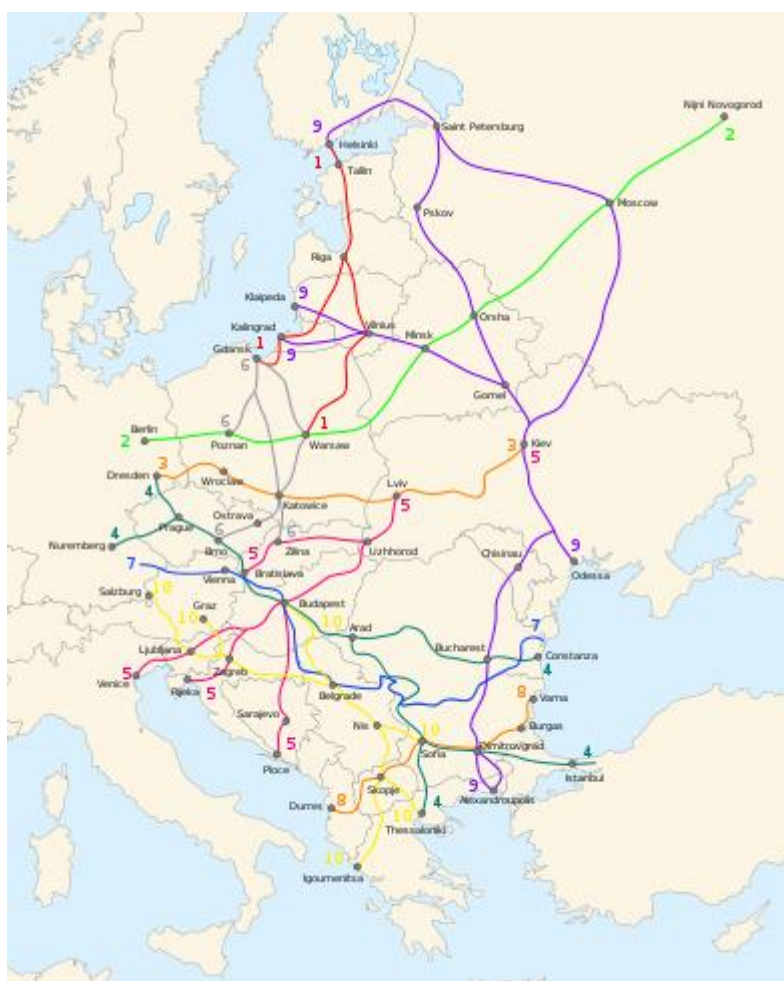 Nijni Novogorod
2
9
Saint Petersburg
Helsinki
1
Tallin
Moscow
Pskov
Riga
Klaipeda
9
Orsha
Kalingrad
Vilnius
Minsk
Gdansk
1
9
6
Gomel
Berlin
2
6
Poznan
1
Warsaw
3
Kiev
5
Dresden
3
4
Wroclaw
Lviv
5
Katowice
Ostrava
Prague
4
6
6
Nuremberg
Brno
5
Zilina
Uzhhorod
9
Chisinau
Odessa
7
Vienna
Bratislava
Salzburg
10
Graz
Budapest
10
10
Arad
7
Ljubljana
Bucharest
Constanza
4
Zagreb
5
Venice
Rijeka
5
Belgrade
8
Varna
Sarajevo
Nis
10
Burgas
5
Sofia
Dimitrovgrad
4
Ploce
Istanbul
Skopje
9
Alexandroupolis
Durres
8
10
4
Thessaloniki
10
Igoumenitsa